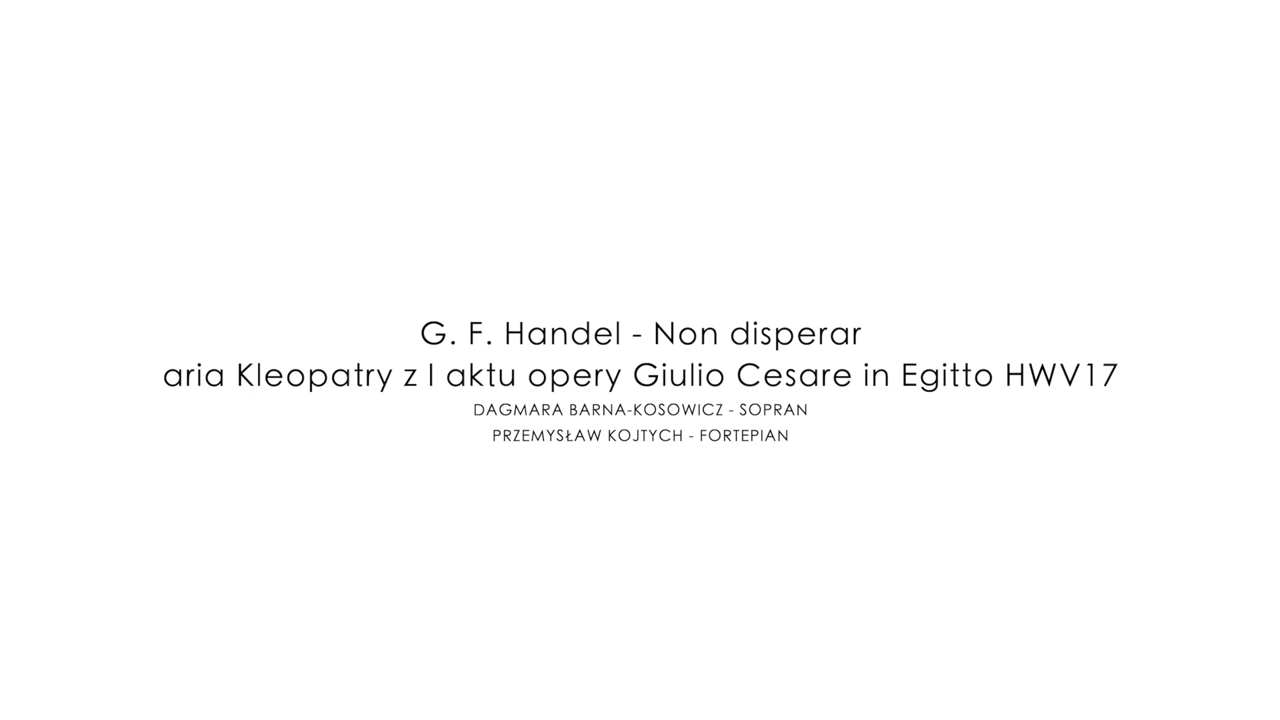 G. F. Handel - Non disperar
aria Kleopatry z I aktu opery Giulio Cesare in Egitto HWV17
DAGMARA BARNA-KOSOWICZ - SOPRAN
PRZEMYSŁAW KOJTYCH - FORTEPIAN